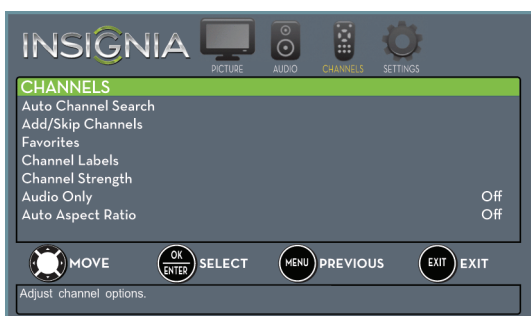 INSIGNIA
PICTURE AUDIO CHANNELS SETTINGS
CHANNELS
Auto Channel Search
Add/Skip Channels
Favorites
Channel Labels
Channel Strength
Audio Only Off
Auto Aspect Ratio Off
MOVE OK ENTER SELECT MENU PREVIOUS EXIT EXIT
Adjust channel options.